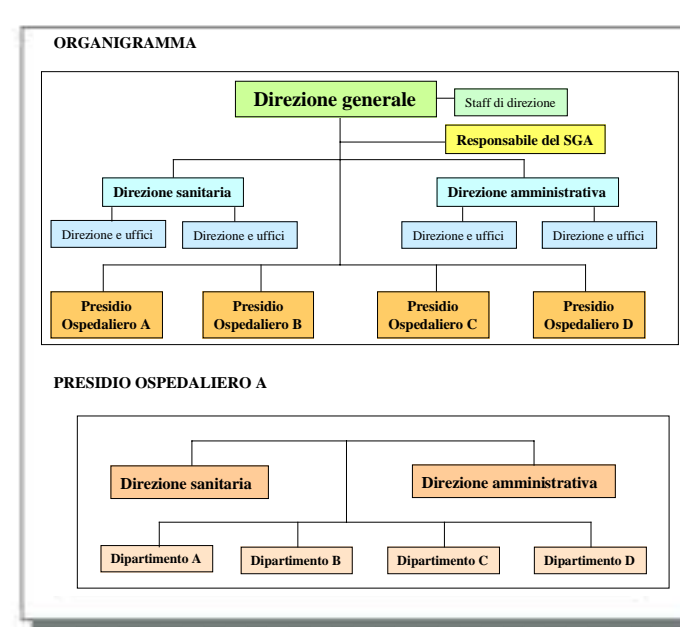 ORGANIGRAMMA
Direzione generale
Staff di direzione
Responsabile del SGA
Direzione sanitaria
Direzione amministrativa
Direzione e uffici
Direzione e uffici
Direzione e uffici
Direzione e uffici
Presidio
Ospedaliero A
Presidio
Ospedaliero B
Presidio
Ospedaliero C
Presidio
Ospedaliero D
PRESIDIO OSPEDALIERO A
Direzione sanitaria
Direzione amministrativa
Dipartimento A
Dipartimento B
Dipartimento C
Dipartimento D